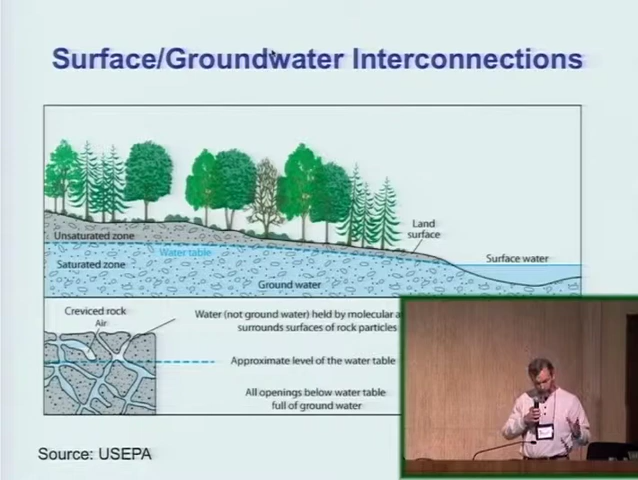 Surface/Groundwater Interconnections
Land
surface
Unsaturated zone
Water table
Surface water
Saturated zone
Ground water
Creviced rock
Air
Water (not ground water) held by molecular
surrounds surfaces of rock particles
Approximate level of the water table
All openings below water table
full of ground water
Source: USEPA